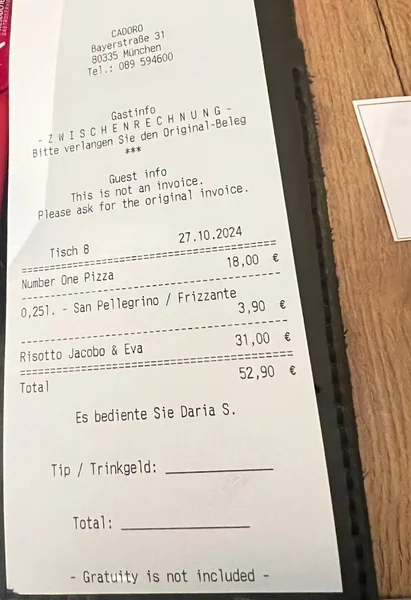 CADORO
Bayerstraße 31
80335 München
Tel.: 089 594600
Gastinfo
- Z W I S C H E N R E C H N U N G -
Bitte verlangen Sie den Original-Beleg
***
Guest info
This is not an invoice.
Please ask for the original invoice.
Tisch 8 27.10.2024
Number One Pizza 18,00 €
0,25l. - San Pellegrino / Frizzante
3,90 €
Risotto Jacobo & Eva 31,00 €
Total 52,90 €
Es bediente Sie Daria S.
Tip / Trinkgeld: ___________
Total: _____________
- Gratuity is not included -